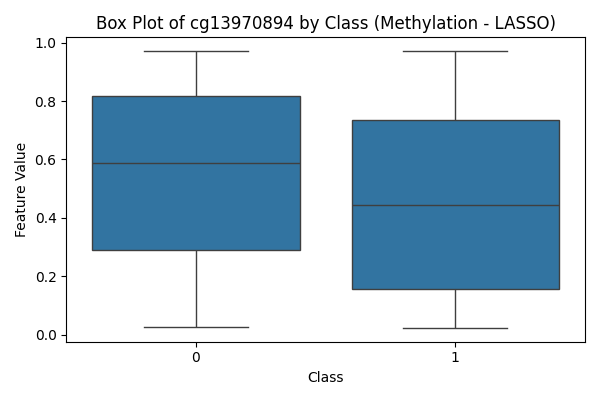 Box Plot of cg13970894 by Class (Methylation - LASSO)
1.0
0.8
0.6
0.4
0.2
0.0
Feature Value
0 1
Class